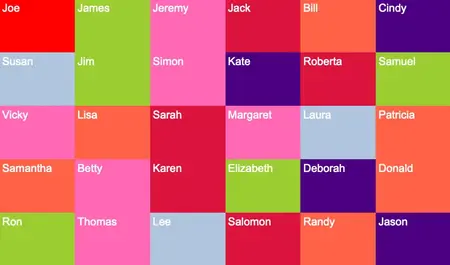 Joe James Jeremy Jack Bill Cindy
Susan Jim Simon Kate Roberta Samuel
Vicky Lisa Sarah Margaret Laura Patricia
Samantha Betty Karen Elizabeth Deborah Donald
Ron Thomas Lee Salomon Randy Jason